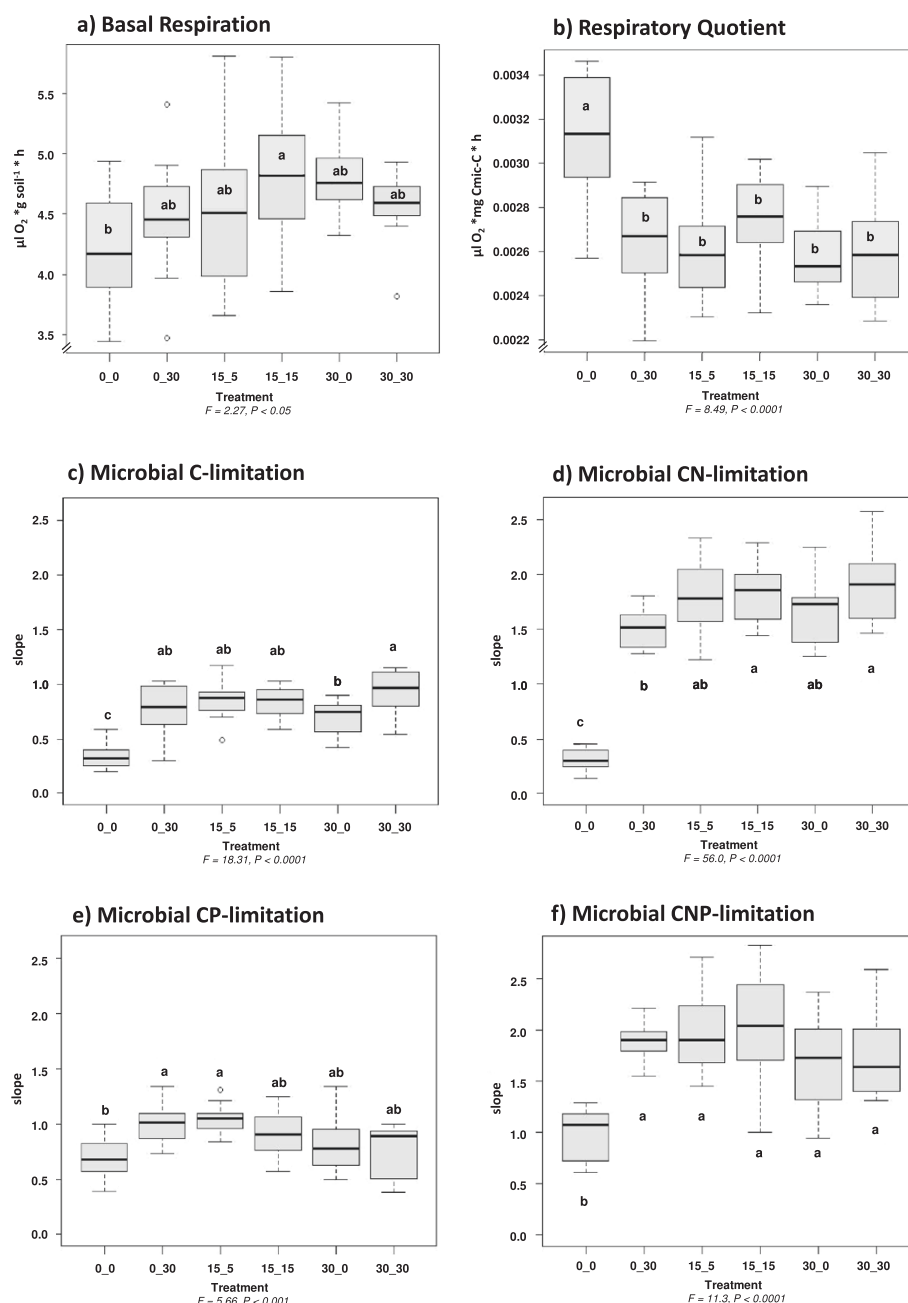 a) Basal Respiration
µl O₂ *g soil⁻¹ * h
5.5
5.0
4.5
4.0
3.5
b
ab
ab
a
ab
ab
0_0 0_30 15_5 15_15 30_0 30_30
Treatment
F = 2.27, P < 0.05
b) Respiratory Quotient
µl O₂ *mg Cmic-C * h
0.0034
0.0032
0.0030
0.0028
0.0026
0.0024
0.0022
a
b
b
b
b
b
0_0 0_30 15_5 15_15 30_0 30_30
Treatment
F = 8.49, P < 0.0001
c) Microbial C-limitation
slope
2.5
2.0
1.5
1.0
0.5
0.0
c
ab
ab
ab
b
a
0_0 0_30 15_5 15_15 30_0 30_30
Treatment
F = 18.31, P < 0.0001
d) Microbial CN-limitation
slope
2.5
2.0
1.5
1.0
0.5
0.0
c
b
ab
a
ab
a
0_0 0_30 15_5 15_15 30_0 30_30
Treatment
F = 56.0, P < 0.0001
e) Microbial CP-limitation
slope
2.5
2.0
1.5
1.0
0.5
0.0
b
a
a
ab
ab
ab
0_0 0_30 15_5 15_15 30_0 30_30
Treatment
F = 5.66, P < 0.001
f) Microbial CNP-limitation
slope
2.5
2.0
1.5
1.0
0.5
0.0
b
a
a
a
a
a
0_0 0_30 15_5 15_15 30_0 30_30
Treatment
F = 11.3, P < 0.0001